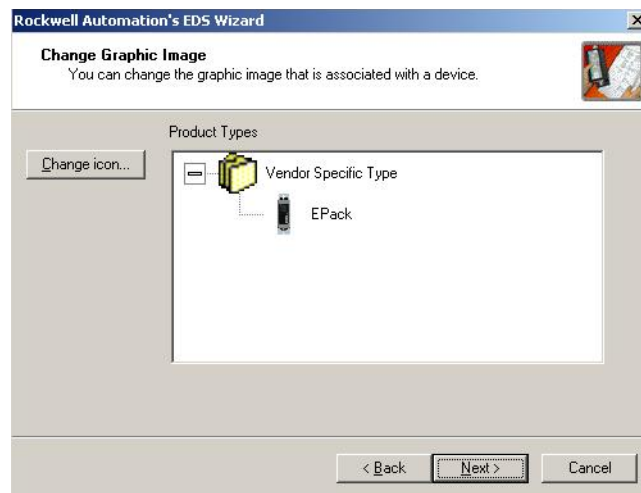 Rockwell Automation's EDS Wizard
Change Graphic Image
You can change the graphic image that is associated with a device.
Product Types
Change icon...
Vendor Specific Type
EPack
< Back
Next >
Cancel